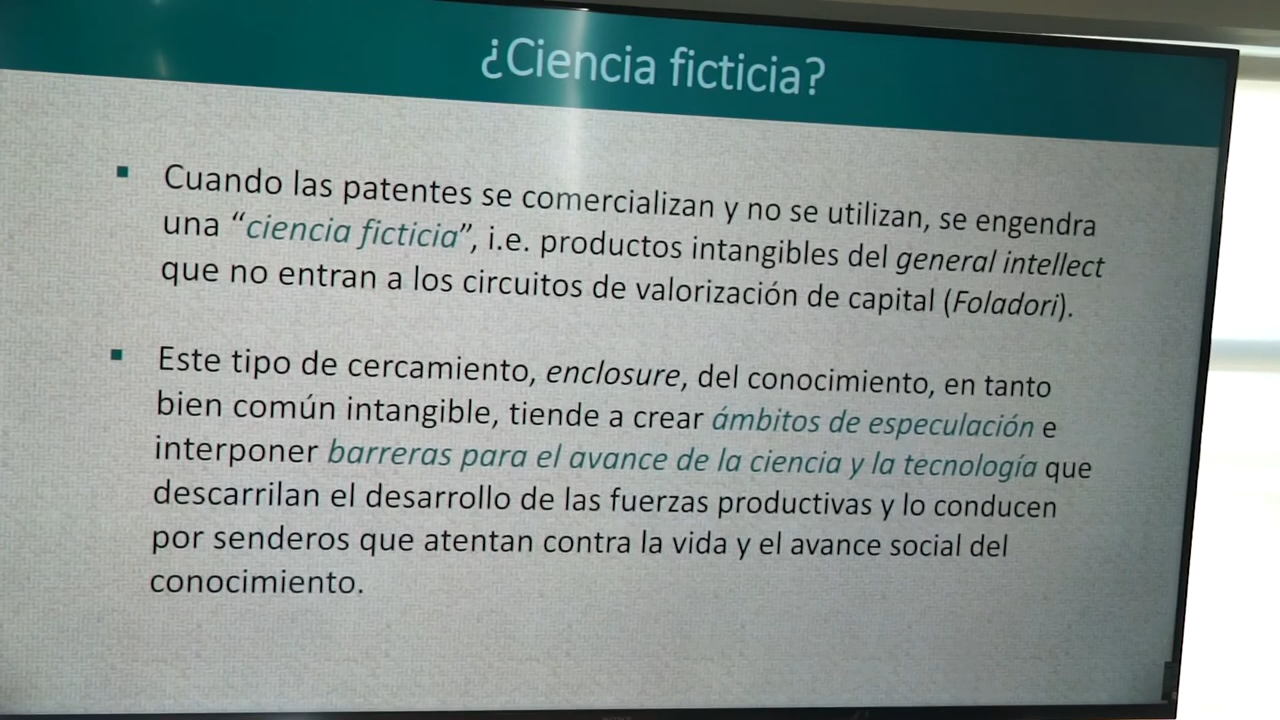 ¿Ciencia ficticia?
Cuando las patentes se comercializan y no se utilizan, se engendra
una “ciencia ficticia”, i.e. productos intangibles del general intellect
que no entran a los circuitos de valorización de capital (Foladori).
Este tipo de cercamiento, enclosure, del conocimiento, en tanto
bien común intangible, tiende a crear ámbitos de especulación e
interponer barreras para el avance de la ciencia y la tecnología que
descarrilan el desarrollo de las fuerzas productivas y lo conducen
por senderos que atentan contra la vida y el avance social del
conocimiento.